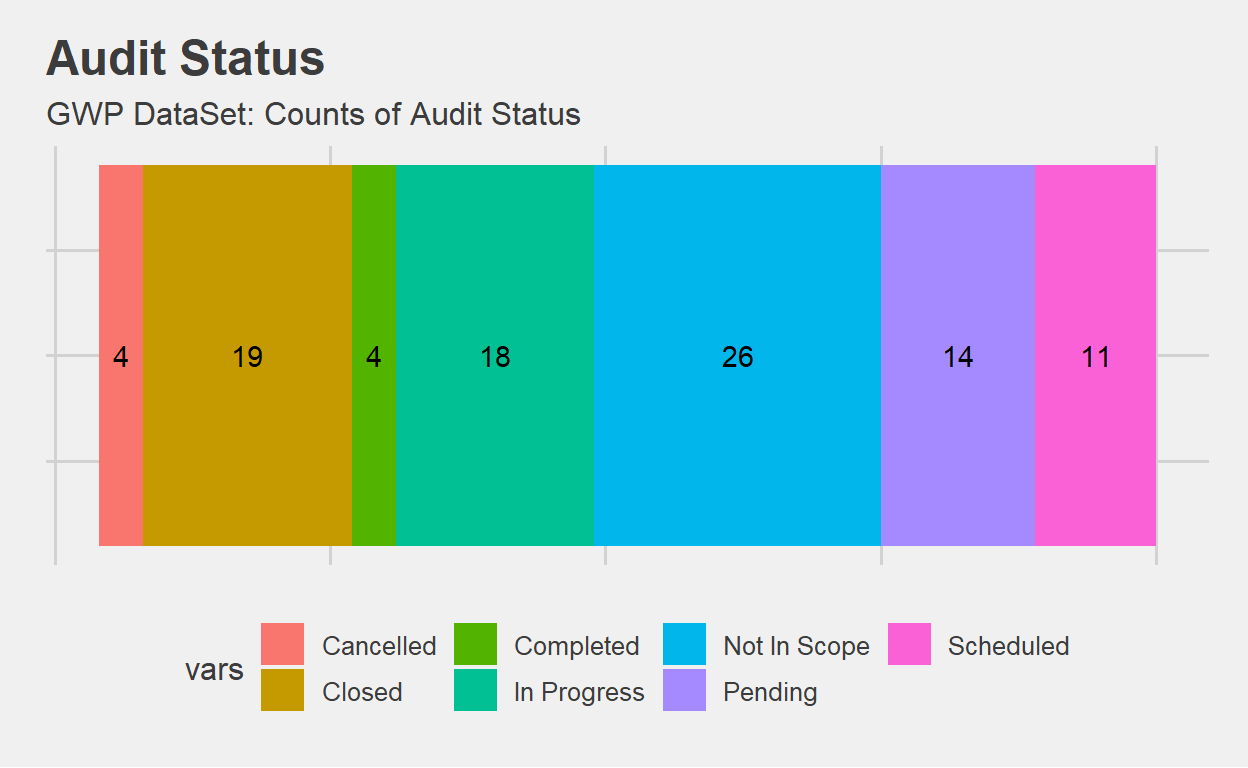 Audit Status
GWP DataSet: Counts of Audit Status
4 19 4 18 26 14 11
vars
Cancelled Completed Not In Scope Scheduled
Closed In Progress Pending